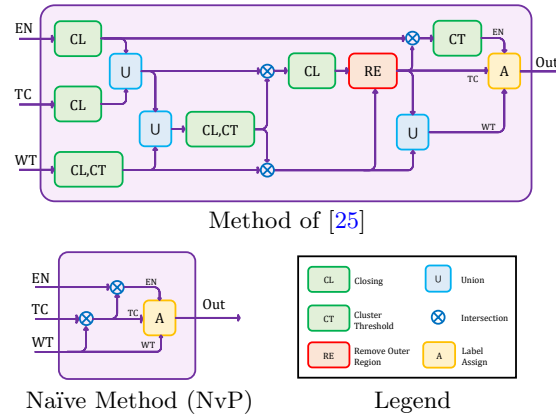 EN
CL
CT
EN
U
TC
CL
CL
RE
TC
A
Out
U
CL,CT
U
WT
WT
CL,CT
Method of [25]
EN
EN
TC
TC
A
Out
WT
WT
Naïve Method (NvP)
CL Closing
U Union
CT Cluster Threshold
Intersection
RE Remove Outer Region
A Label Assign
Legend